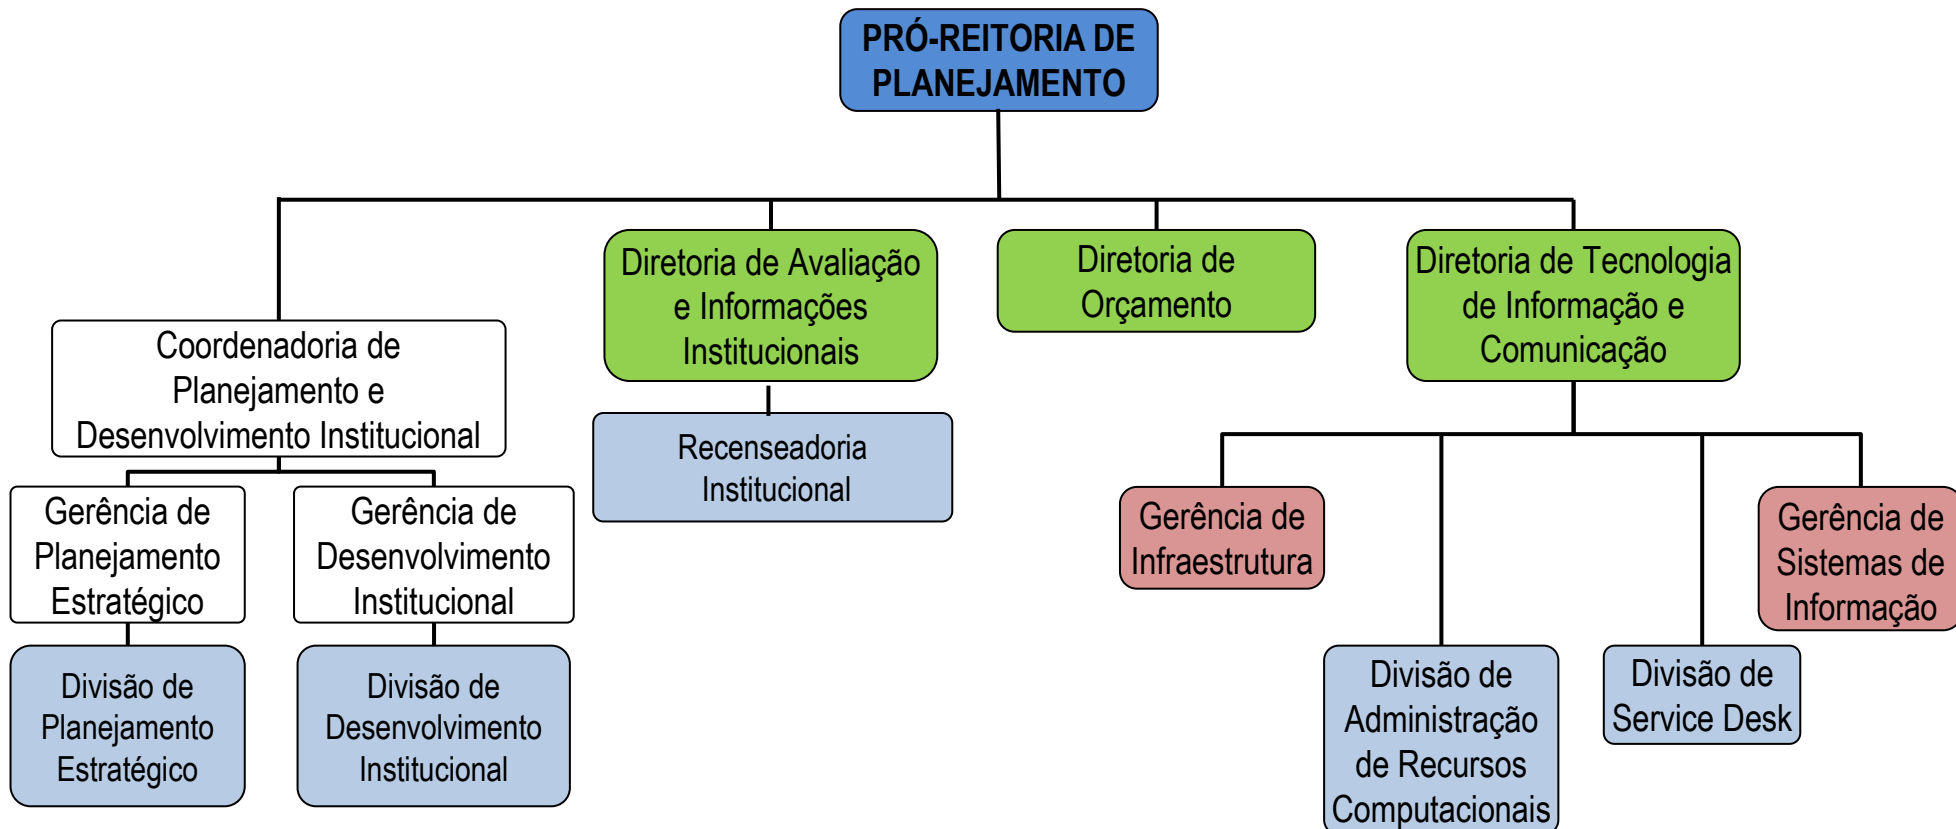 PRÓ-REITORIA DE
PLANEJAMENTO
Coordenadoria de
Planejamento e
Desenvolvimento Institucional
Diretoria de Avaliação
e Informações
Institucionais
Diretoria de
Orçamento
Diretoria de Tecnologia
de Informação e
Comunicação
Recenseadoria
Institucional
Gerência de
Planejamento
Estratégico
Gerência de
Desenvolvimento
Institucional
Gerência de
Infraestrutura
Gerência de
Sistemas de
Informação
Divisão de
Planejamento
Estratégico
Divisão de
Desenvolvimento
Institucional
Divisão de
Administração
de Recursos
Computacionais
Divisão de
Service Desk